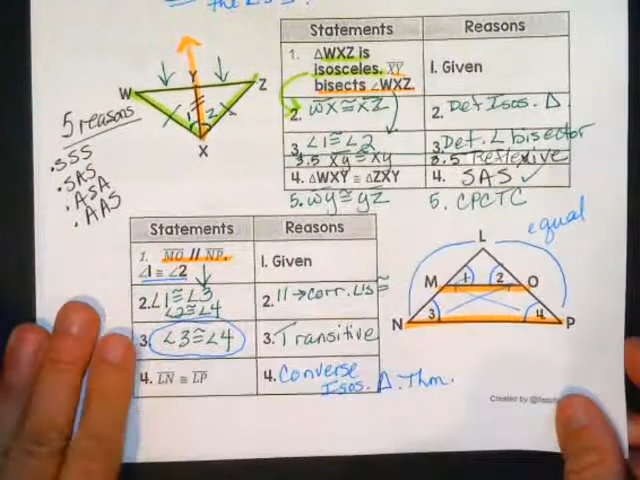 the
Statements
Reasons
1. △WXZ is
isosceles. XY
bisects ∠WXZ.
1. Given
2. WX ≅ XZ
2. Def Isos. △
3. ∠1 ≅ ∠2
3. Def. ∠ bisector
3.5 Xy ≅ Xy
3.5 Reflexive
4. △WXY ≅ △ZXY
4. SAS ✓
5. Wy ≅ yZ
5. CPCTC
W
Y
Z
1
2
X
5 reasons
.SSS
.SAS
.ASA
.AAS
Statements
Reasons
1. MO // NP.
∠1 ≅ ∠2
1. Given
2. ∠1 ≅ ∠3
∠2 ≅ ∠4
2. || → corr. ∠'s ≅
3. ∠3 ≅ ∠4
3. Transitive
4. LN ≅ LP
4. Converse
Isos. △. Thm.
equal
L
M
1
2
O
N
3
4
P
Created by